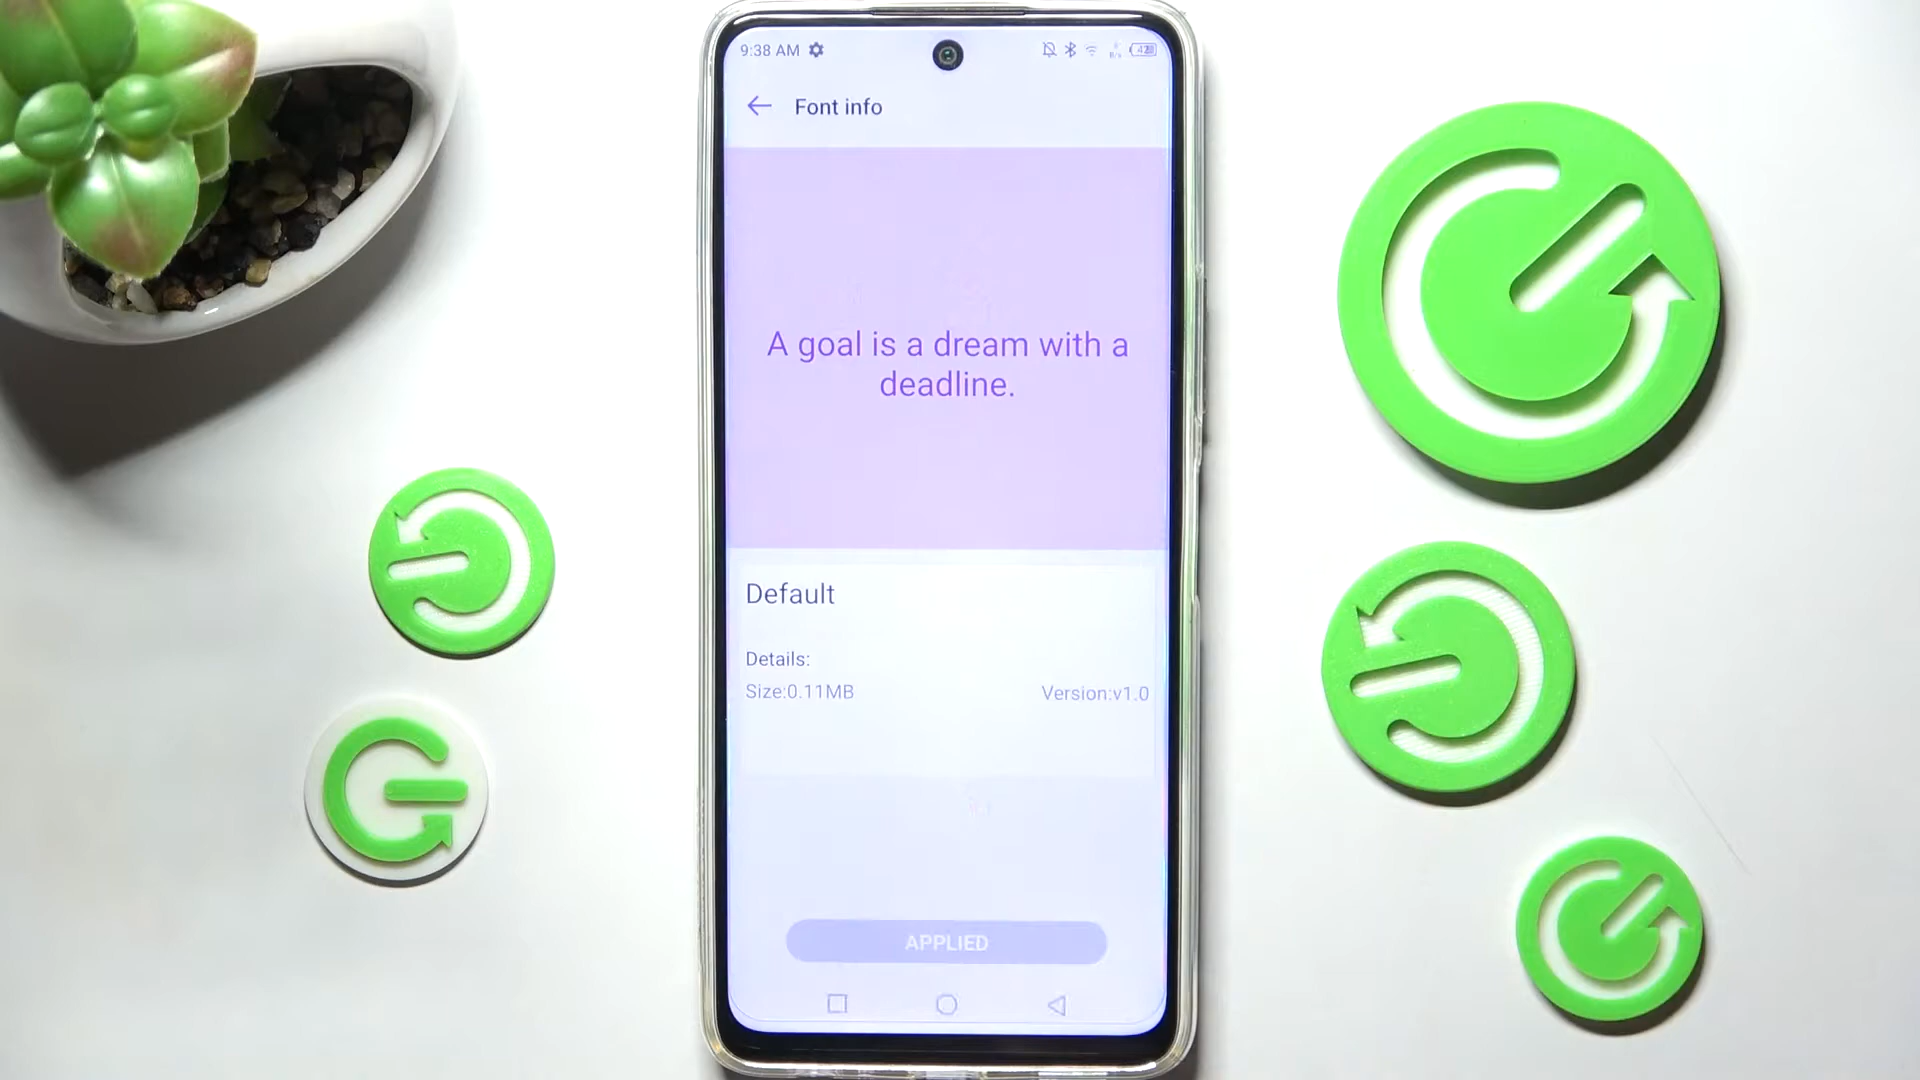 9:38 AM
Font info
A goal is a dream with a
deadline.
Default
Details:
Size:0.11MB
Version:v1.0
APPLIED